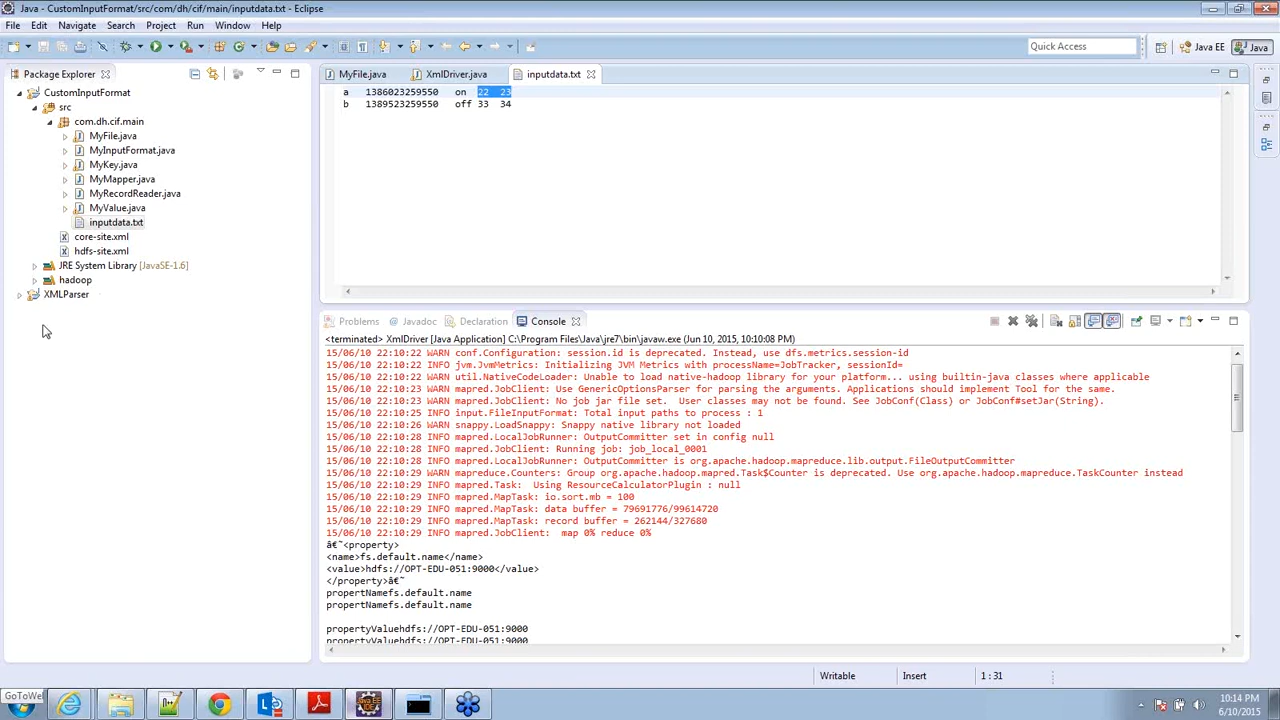 Java - CustomInputFormat/src/com/dh/cif/main/inputdata.txt - Eclipse
File Edit Navigate Search Project Run Window Help
Quick Access
Java EE
Java
Package Explorer
MyFile.java
XmlDriver.java
inputdata.txt
CustomInputFormat
src
com.dh.cif.main
MyFile.java
MyInputFormat.java
MyKey.java
MyMapper.java
MyRecordReader.java
MyValue.java
inputdata.txt
core-site.xml
hdfs-site.xml
JRE System Library [JavaSE-1.6]
hadoop
XMLParser
a 1386023259550 on 22 23
b 1389523259550 off 33 34
Problems Javadoc Declaration Console
<terminated> XmlDriver [Java Application] C:\Program Files\Java\jre7\bin\javaw.exe (Jun 10, 2015, 10:10:08 PM)
15/06/10 22:10:22 WARN conf.Configuration: session.id is deprecated. Instead, use dfs.metrics.session-id
15/06/10 22:10:22 INFO jvm.JvmMetrics: Initializing JVM Metrics with processName=JobTracker, sessionId=
15/06/10 22:10:22 WARN util.NativeCodeLoader: Unable to load native-hadoop library for your platform... using builtin-java classes where applicable
15/06/10 22:10:23 WARN mapred.JobClient: Use GenericOptionsParser for parsing the arguments. Applications should implement Tool for the same.
15/06/10 22:10:23 WARN mapred.JobClient: No job jar file set.  User classes may not be found. See JobConf(Class) or JobConf#setJar(String).
15/06/10 22:10:25 INFO input.FileInputFormat: Total input paths to process : 1
15/06/10 22:10:26 WARN snappy.LoadSnappy: Snappy native library not loaded
15/06/10 22:10:28 INFO mapred.LocalJobRunner: OutputCommitter set in config null
15/06/10 22:10:28 INFO mapred.JobClient: Running job: job_local_0001
15/06/10 22:10:28 INFO mapred.LocalJobRunner: OutputCommitter is org.apache.hadoop.mapreduce.lib.output.FileOutputCommitter
15/06/10 22:10:29 WARN mapreduce.Counters: Group org.apache.hadoop.mapred.Task$Counter is deprecated. Use org.apache.hadoop.mapreduce.TaskCounter instead
15/06/10 22:10:29 INFO mapred.Task:  Using ResourceCalculatorPlugin : null
15/06/10 22:10:29 INFO mapred.MapTask: io.sort.mb = 100
15/06/10 22:10:29 INFO mapred.MapTask: data buffer = 79691776/99614720
15/06/10 22:10:29 INFO mapred.MapTask: record buffer = 262144/327680
15/06/10 22:10:29 INFO mapred.JobClient:  map 0% reduce 0%
â€˜<property>
<name>fs.default.name</name>
<value>hdfs://OPT-EDU-051:9000</value>
</property>â€˜
propertNamefs.default.name
propertNamefs.default.name
propertyValuehdfs://OPT-EDU-051:9000
propertyValuehdfs://OPT-EDU-051:9000
Writable Insert 1 : 31
GoToWe
10:14 PM
6/10/2015